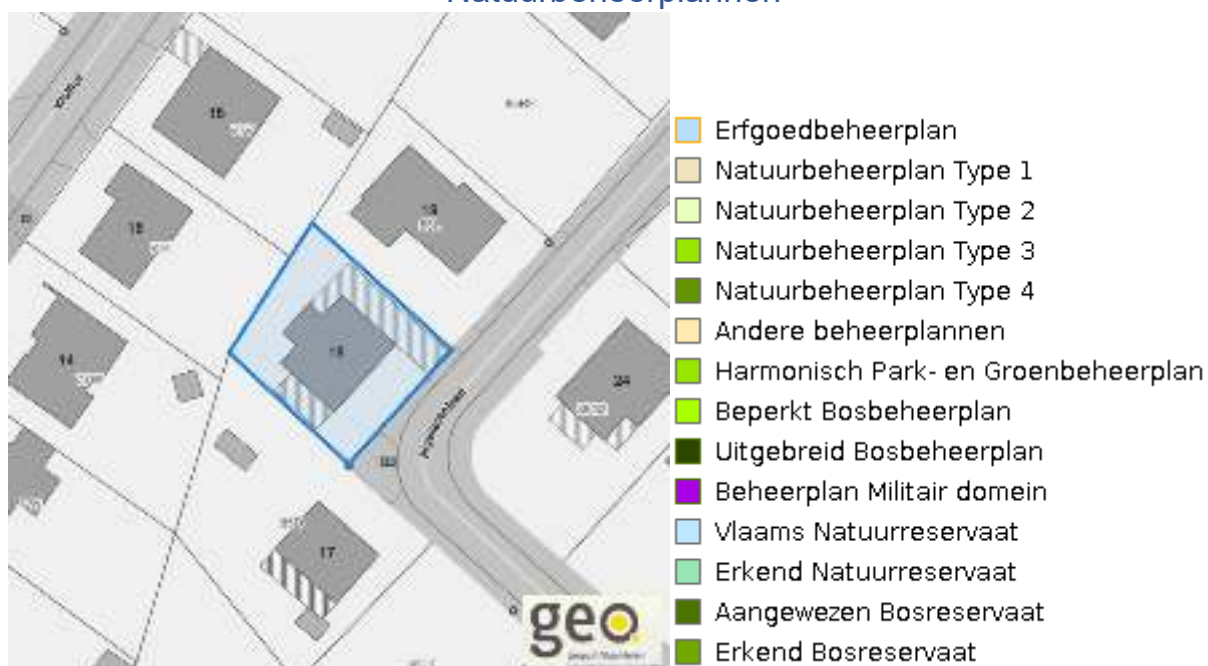 Natuurbeheerplannen
15
15
19
18
14
24
17
Erfgoedbeheerplan
Natuurbeheerplan Type 1
Natuurbeheerplan Type 2
Natuurbeheerplan Type 3
Natuurbeheerplan Type 4
Andere beheerplannen
Harmonisch Park- en Groenbeheerplan
Beperkt Bosbeheerplan
Uitgebreid Bosbeheerplan
Beheerplan Militair domein
Vlaams Natuurreservaat
Erkend Natuurreservaat
Aangewezen Bosreservaat
Erkend Bosreservaat
geo